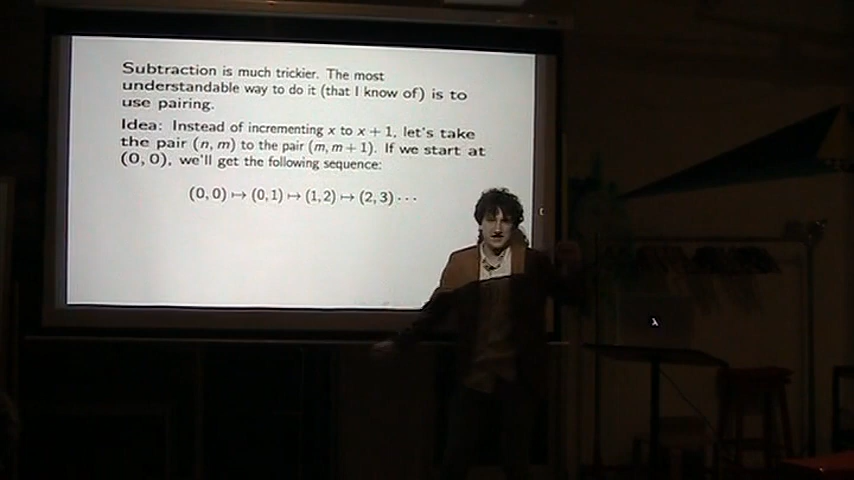 Subtraction is much trickier. The most
understandable way to do it (that I know of) is to
use pairing.
Idea: Instead of incrementing x to x + 1, let's take
the pair (n, m) to the pair (m, m + 1). If we start at
(0, 0), we'll get the following sequence:
(0, 0) ↦ (0, 1) ↦ (1, 2) ↦ (2, 3) ⋯
λ